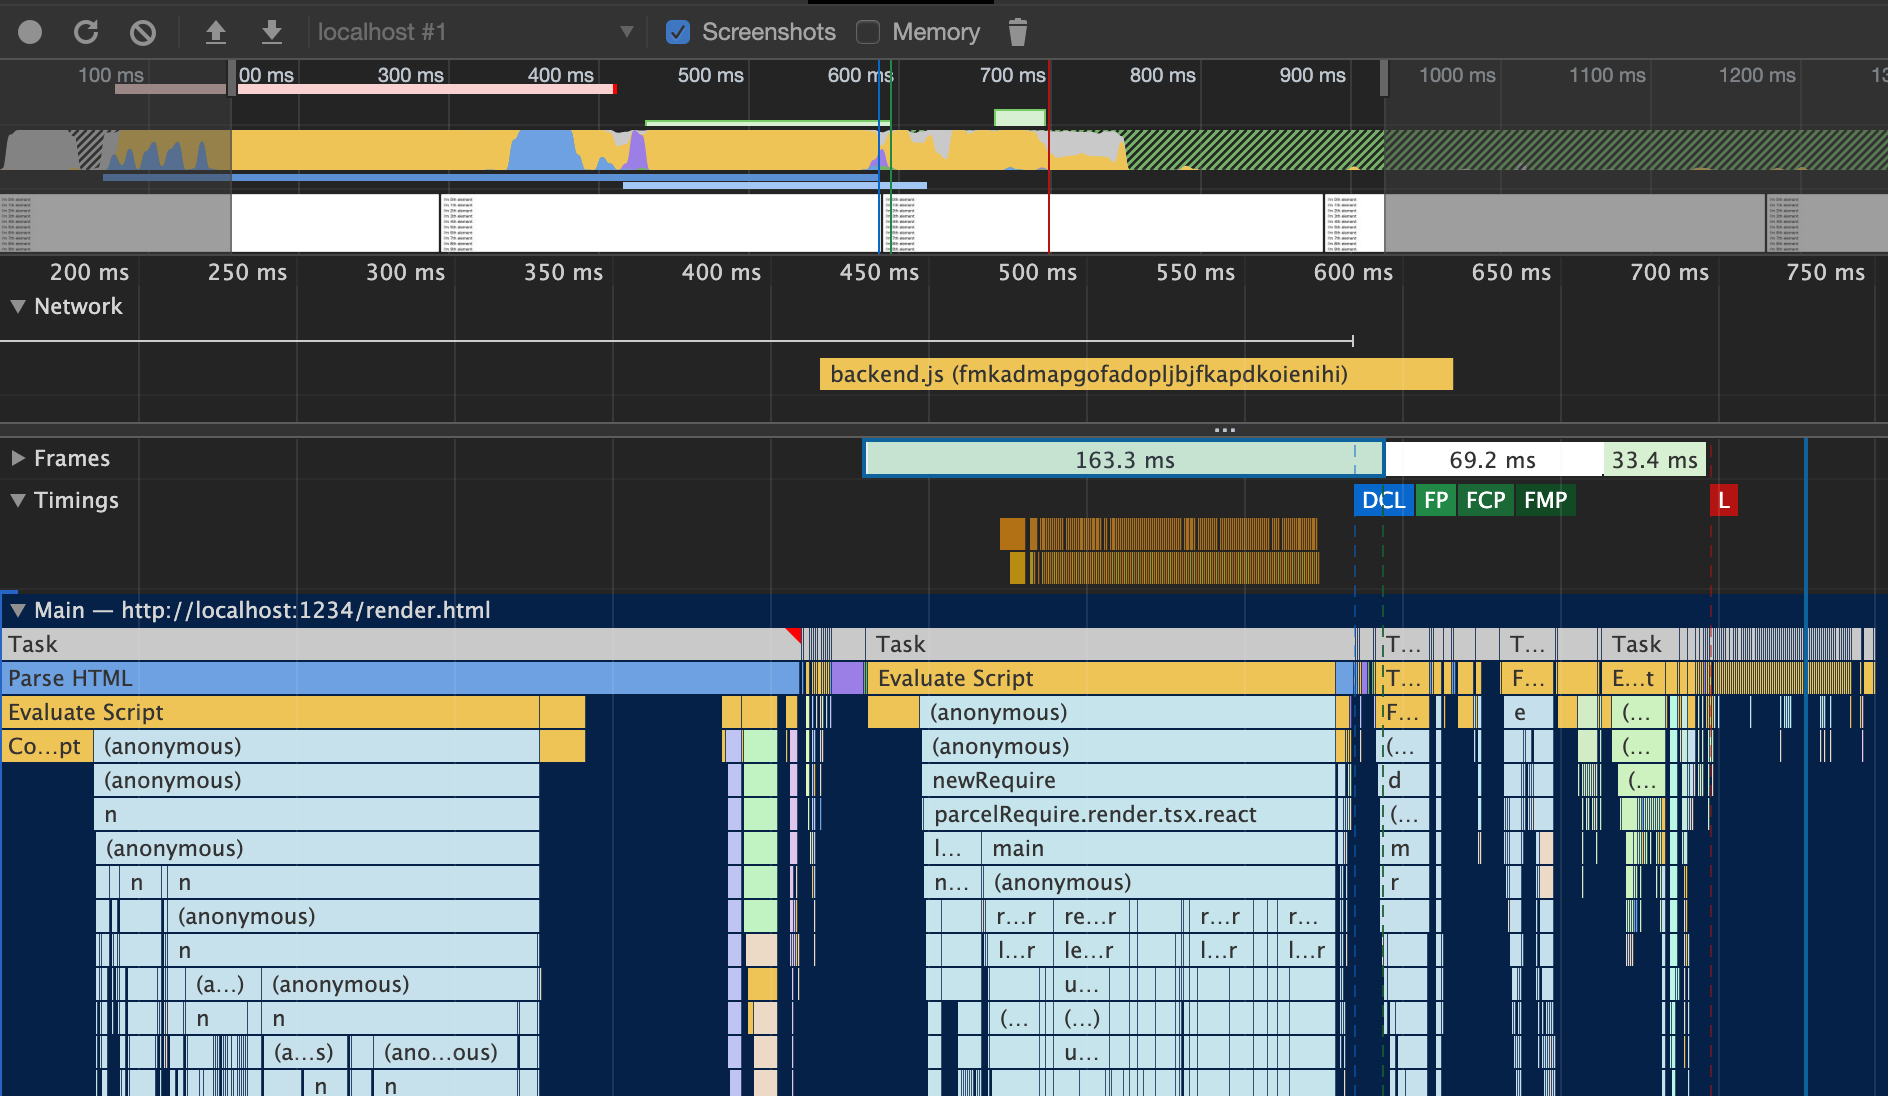 localhost #1 Screenshots Memory
100 ms 00 ms 300 ms 400 ms 500 ms 600 ms 700 ms 800 ms 900 ms 1000 ms 1100 ms 1200 ms 13
200 ms 250 ms 300 ms 350 ms 400 ms 450 ms 500 ms 550 ms 600 ms 650 ms 700 ms 750 ms
Network
backend.js (fmkadmapgofadopljbjfkapdkoienihi)
...
Frames 163.3 ms 69.2 ms 33.4 ms
Timings DCL FP FCP FMP L
Main — http://localhost:1234/render.html
Task Task T... T... Task
Parse HTML Evaluate Script T... F... E...t
Evaluate Script (anonymous) F... e (...
Co...pt (anonymous) (anonymous) (... (...
(anonymous) newRequire d (...
n parcelRequire.render.tsx.react (...
(anonymous) l... main m
n n n... (anonymous) r
(anonymous) r...r re...r r...r r...
n l...r le...r l...r l...r
(a...) (anonymous) u...
n n (... (...)
(a...s) (ano...ous) u...
n n